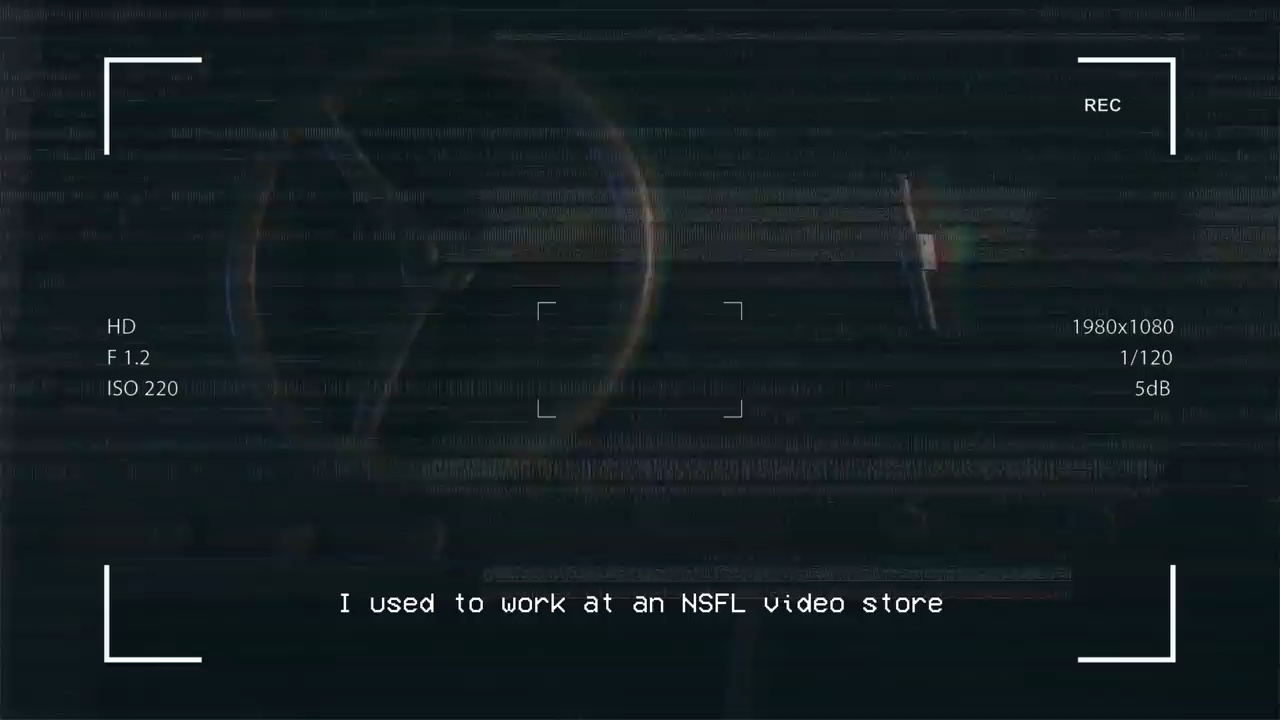 REC
HD
F 1.2
ISO 220
1980x1080
1/120
5dB
I used to work at an NSFL video store